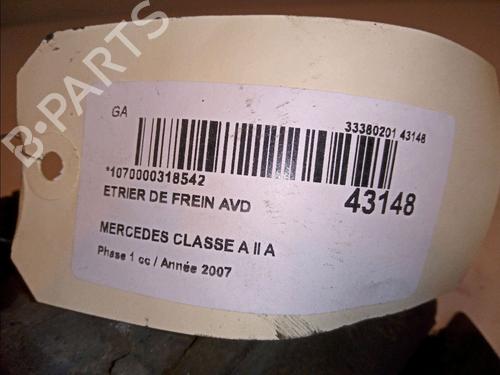 B-PARTS
GA
33380201 43148
*1070000318542
43148
ETRIER DE FREIN AVD
MERCEDES CLASSE A II A
Phase 1 cc / Année 2007